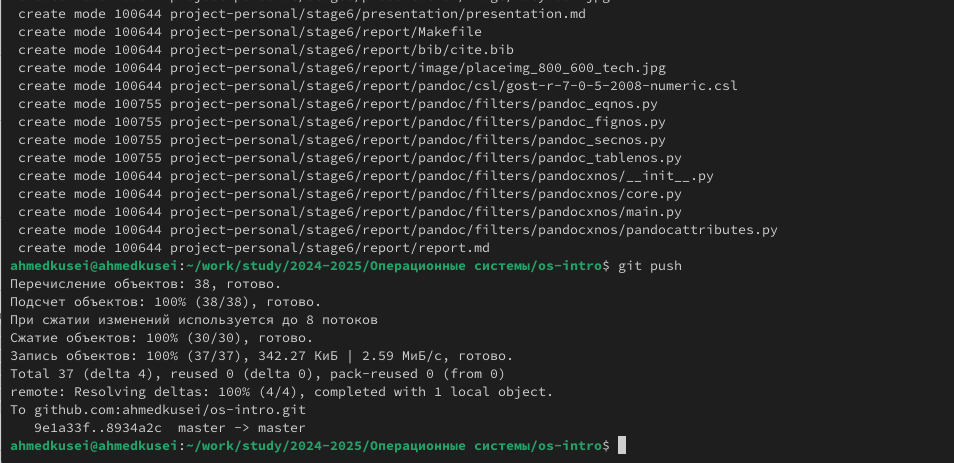 create mode 100644 project-personal/stage6/presentation/presentation.md
create mode 100644 project-personal/stage6/report/Makefile
create mode 100644 project-personal/stage6/report/bib/cite.bib
create mode 100644 project-personal/stage6/report/image/placeimg_800_600_tech.jpg
create mode 100644 project-personal/stage6/report/pandoc/csl/gost-r-7-0-5-2008-numeric.csl
create mode 100755 project-personal/stage6/report/pandoc/filters/pandoc_eqnos.py
create mode 100755 project-personal/stage6/report/pandoc/filters/pandoc_fignos.py
create mode 100755 project-personal/stage6/report/pandoc/filters/pandoc_secnos.py
create mode 100755 project-personal/stage6/report/pandoc/filters/pandoc_tablenos.py
create mode 100644 project-personal/stage6/report/pandoc/filters/pandocxnos/__init__.py
create mode 100644 project-personal/stage6/report/pandoc/filters/pandocxnos/core.py
create mode 100644 project-personal/stage6/report/pandoc/filters/pandocxnos/main.py
create mode 100644 project-personal/stage6/report/pandoc/filters/pandocxnos/pandocattributes.py
create mode 100644 project-personal/stage6/report/report.md
ahmedkusei@ahmedkusei:~/work/study/2024-2025/Операционные системы/os-intro$ git push
Перечисление объектов: 38, готово.
Подсчет объектов: 100% (38/38), готово.
При сжатии изменений используется до 8 потоков
Сжатие объектов: 100% (30/30), готово.
Запись объектов: 100% (37/37), 342.27 КиБ | 2.59 МиБ/с, готово.
Total 37 (delta 4), reused 0 (delta 0), pack-reused 0 (from 0)
remote: Resolving deltas: 100% (4/4), completed with 1 local object.
To github.com:ahmedkusei/os-intro.git
9e1a33f..8934a2c master -> master
ahmedkusei@ahmedkusei:~/work/study/2024-2025/Операционные системы/os-intro$